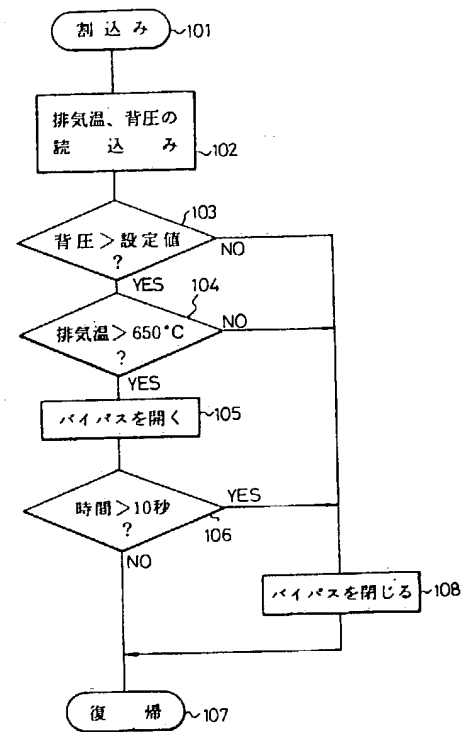 割込み
101
排気温、背圧の
読込み
102
103
背圧>設定値
?
NO
YES
104
排気温>650°C
?
NO
YES
バイパスを開く
105
時間>10秒
?
YES
106
NO
バイパスを閉じる
108
復帰
107